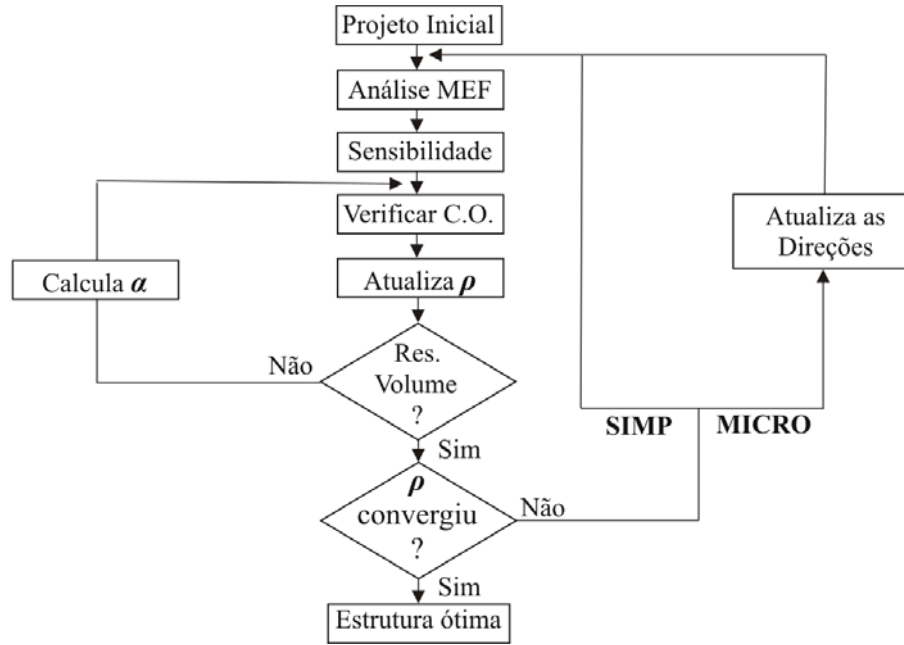 Projeto Inicial
Análise MEF
Sensibilidade
Verificar C.O.
Atualiza as
Direções
Calcula α
Atualiza ρ
Não
Res.
Volume
?
SIMP
MICRO
Sim
ρ
convergiu
?
Não
Sim
Estrutura ótima